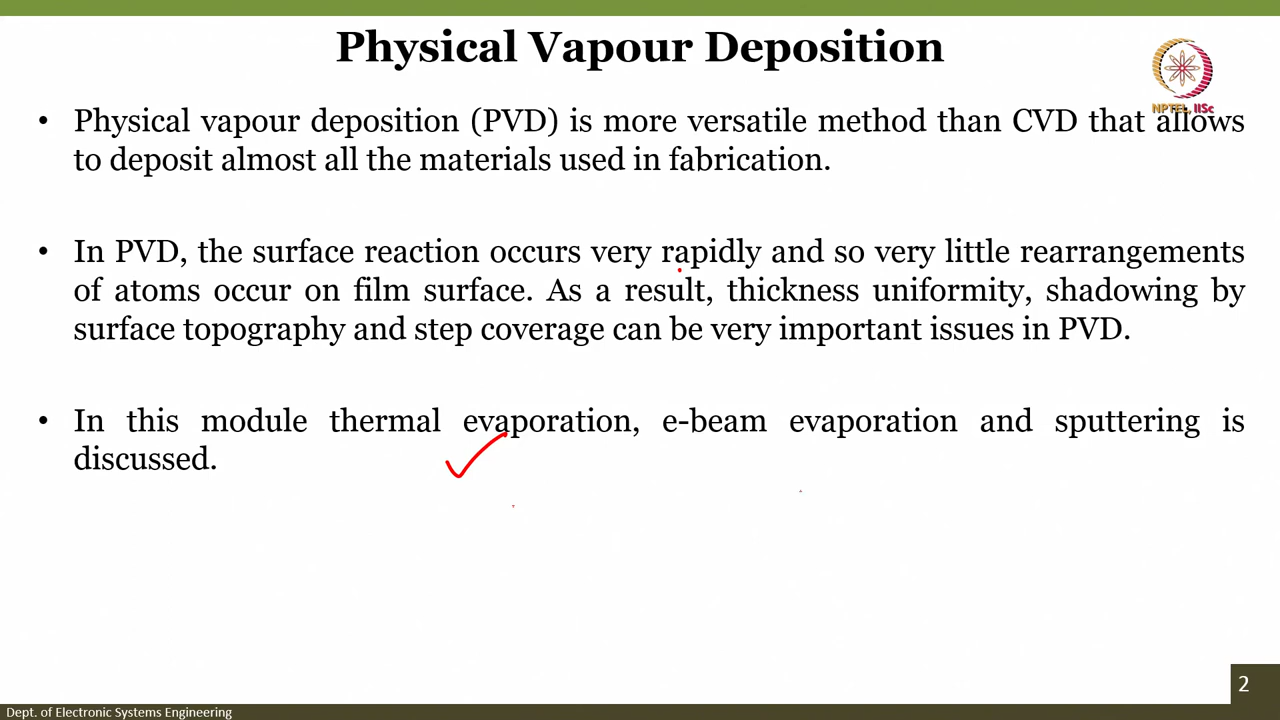 Physical Vapour Deposition
NPTEL, IISc
• Physical vapour deposition (PVD) is more versatile method than CVD that allows
to deposit almost all the materials used in fabrication.
• In PVD, the surface reaction occurs very rapidly and so very little rearrangements
of atoms occur on film surface. As a result, thickness uniformity, shadowing by
surface topography and step coverage can be very important issues in PVD.
• In this module thermal evaporation, e-beam evaporation and sputtering is
discussed.
2
Dept. of Electronic Systems Engineering